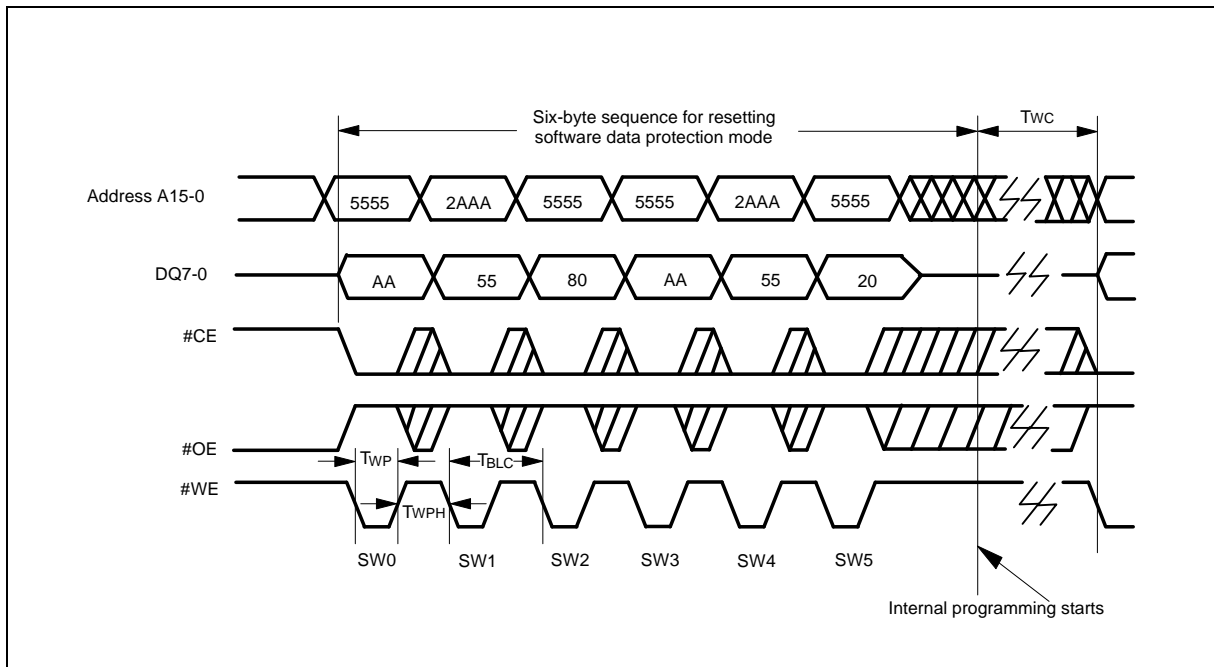 Six-byte sequence for resetting
software data protection mode
TWC
Address A15-0
5555 2AAA 5555 5555 2AAA 5555
DQ7-0
AA 55 80 AA 55 20
#CE
#OE
TWP TBLC
#WE
TWPH
SW0 SW1 SW2 SW3 SW4 SW5
Internal programming starts